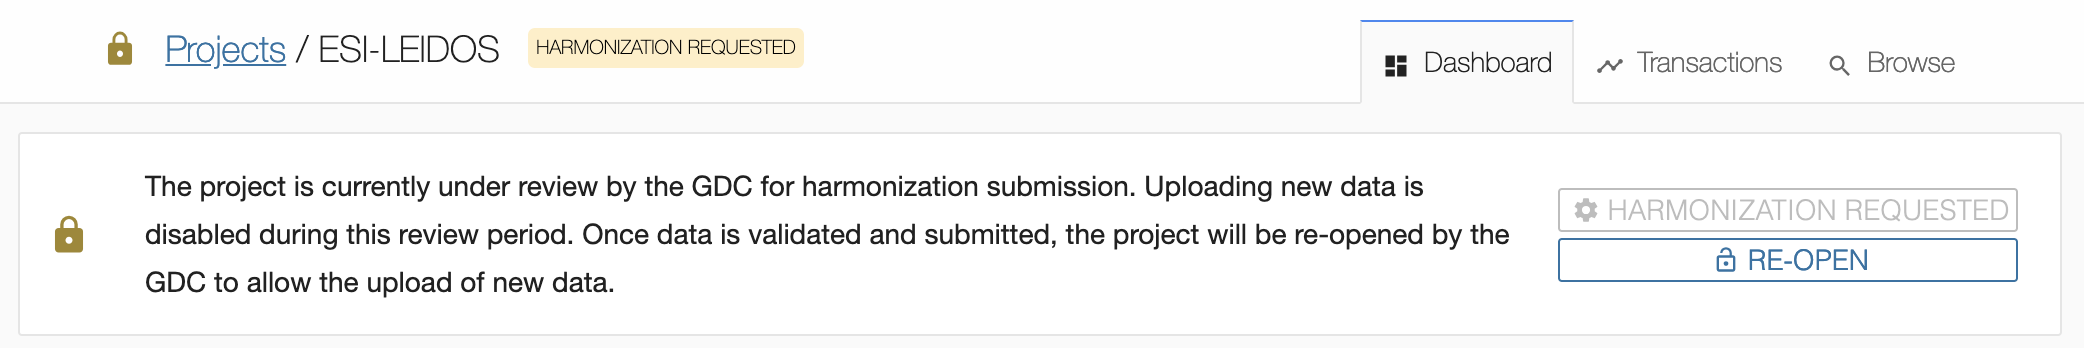 Projects / ESI-LEIDOS HARMONIZATION REQUESTED Dashboard Transactions Browse
The project is currently under review by the GDC for harmonization submission. Uploading new data is
disabled during this review period. Once data is validated and submitted, the project will be re-opened by the
GDC to allow the upload of new data.
HARMONIZATION REQUESTED
RE-OPEN